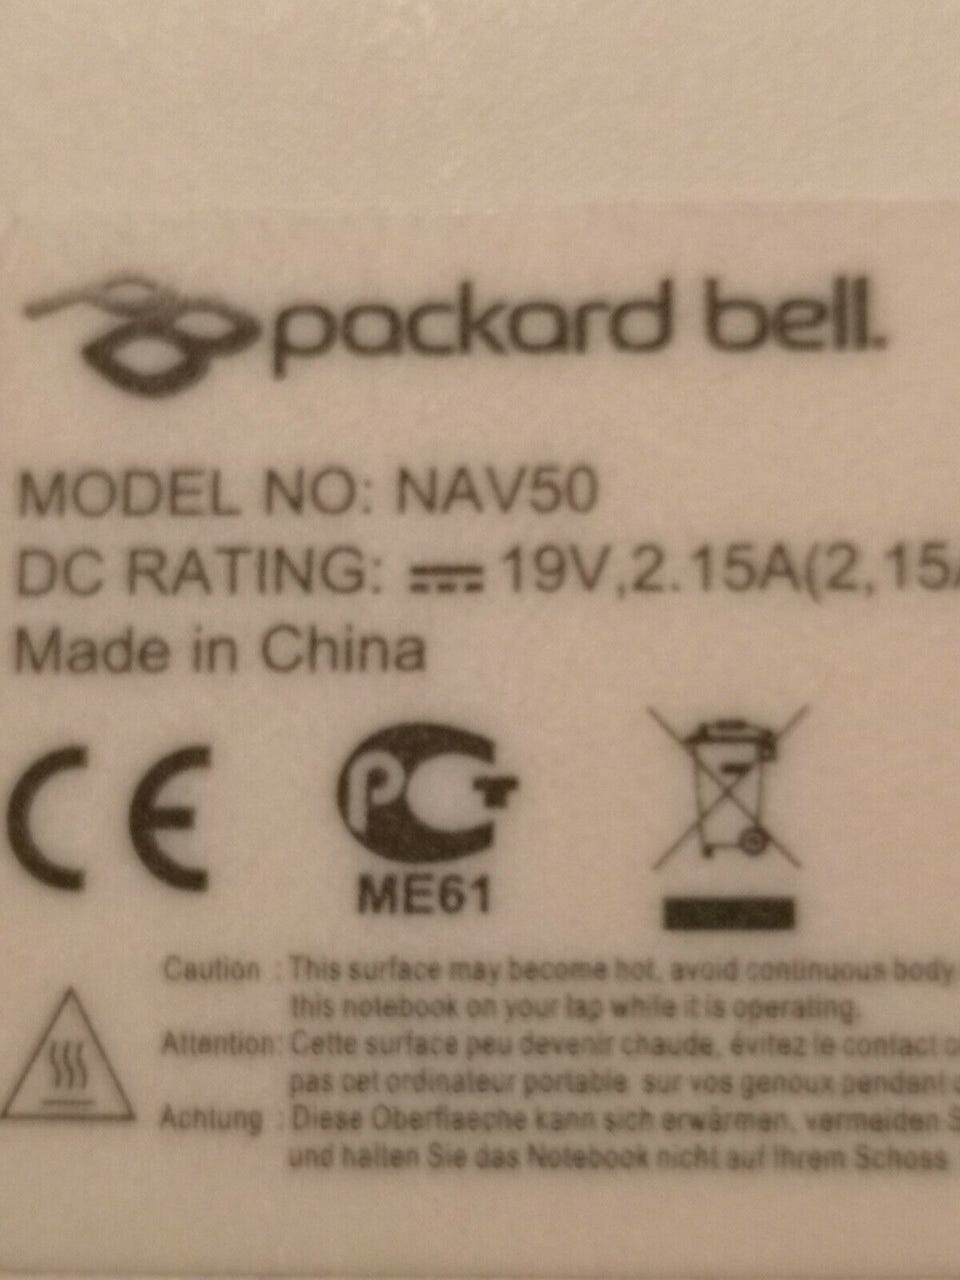 packard bell.
MODEL NO: NAV50
DC RATING: ⎓ 19V,2.15A(2,15A
Made in China
CE
PCT
ME61
Caution : This surface may become hot, avoid continuous body
this notebook on your lap while it is operating.
Attention: Cette surface peu devenir chaude, évitez le contact
pas cet ordinateur portable sur vos genoux pendant
Achtung : Diese Oberflaeche kann sich erwärmen, vermeiden S
und halten Sie das Notebook nicht auf Ihrem Schoss